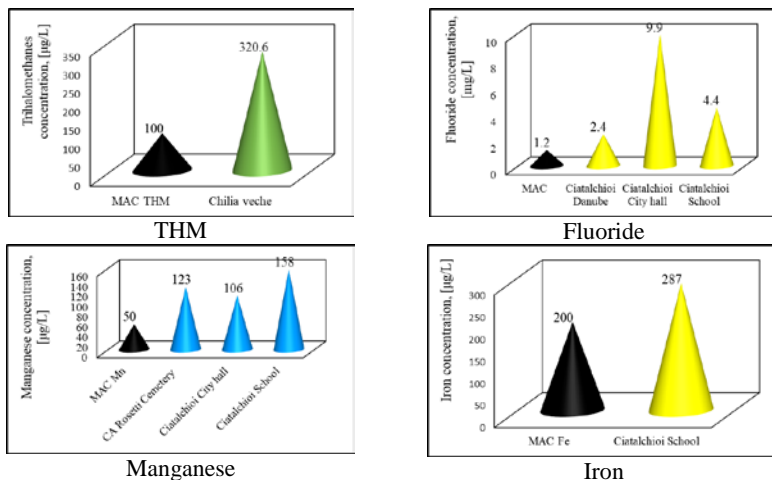 Trihalomethanes
concentration, [µg/L]
350
300
250
200
150
100
50
0
100
320.6
MAC THM
Chilia veche
THM
Fluoride concentration,
[mg/L]
10
8
6
4
2
0
1.2
2.4
9.9
4.4
MAC
Ciatalchioi
Danube
Ciatalchioi
City hall
Ciatalchioi
School
Fluoride
Manganese concentration,
[µg/L]
160
140
120
100
80
60
40
20
0
50
123
106
158
MAC Mn
CA Rosetti Cemetery
Ciatalchioi City hall
Ciatalchioi School
Manganese
Iron concentration, [µg/L]
300
250
200
150
100
50
0
200
287
MAC Fe
Ciatalchioi School
Iron